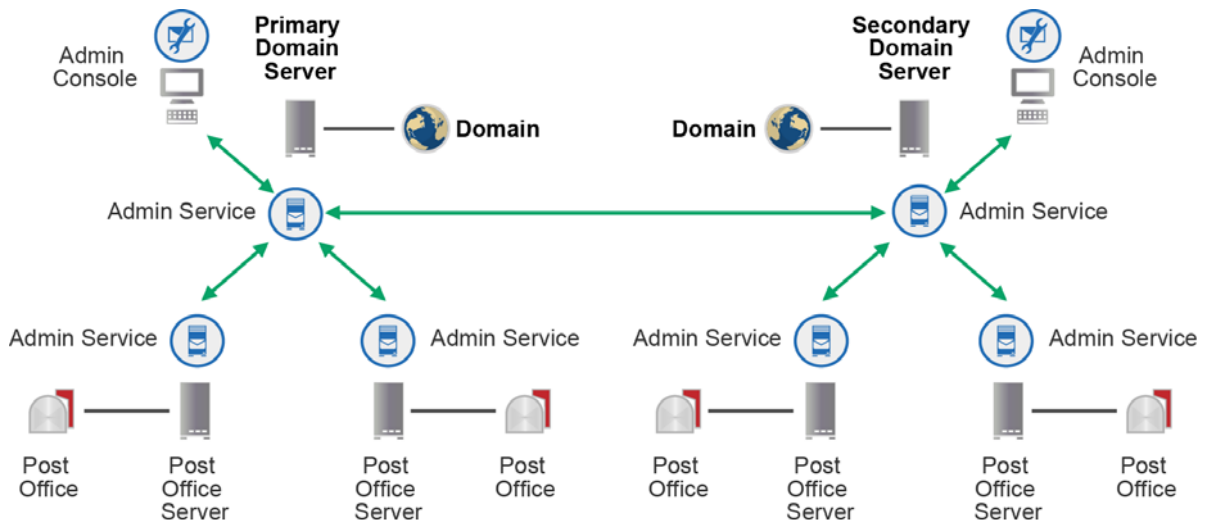 Admin
Console
Primary
Domain
Server
Domain
Domain
Secondary
Domain
Server
Admin
Console
Admin Service
Admin Service
Admin Service
Admin Service
Admin Service
Admin Service
Post
Office
Post
Office
Server
Post
Office
Server
Post
Office
Post
Office
Post
Office
Server
Post
Office
Server
Post
Office